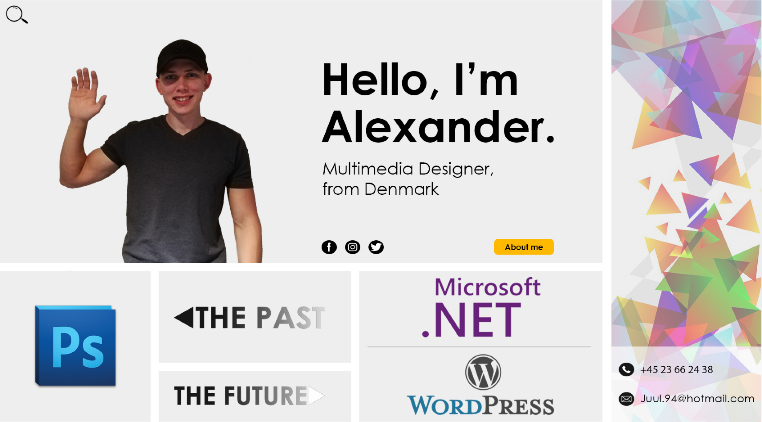 Hello, I'm
Alexander.
Multimedia Designer,
from Denmark
f
About me
Ps
THE PAST
THE FUTURE
Microsoft
.NET
W
WORDPRESS
+45 23 66 24 38
Juul.94@hotmail.com